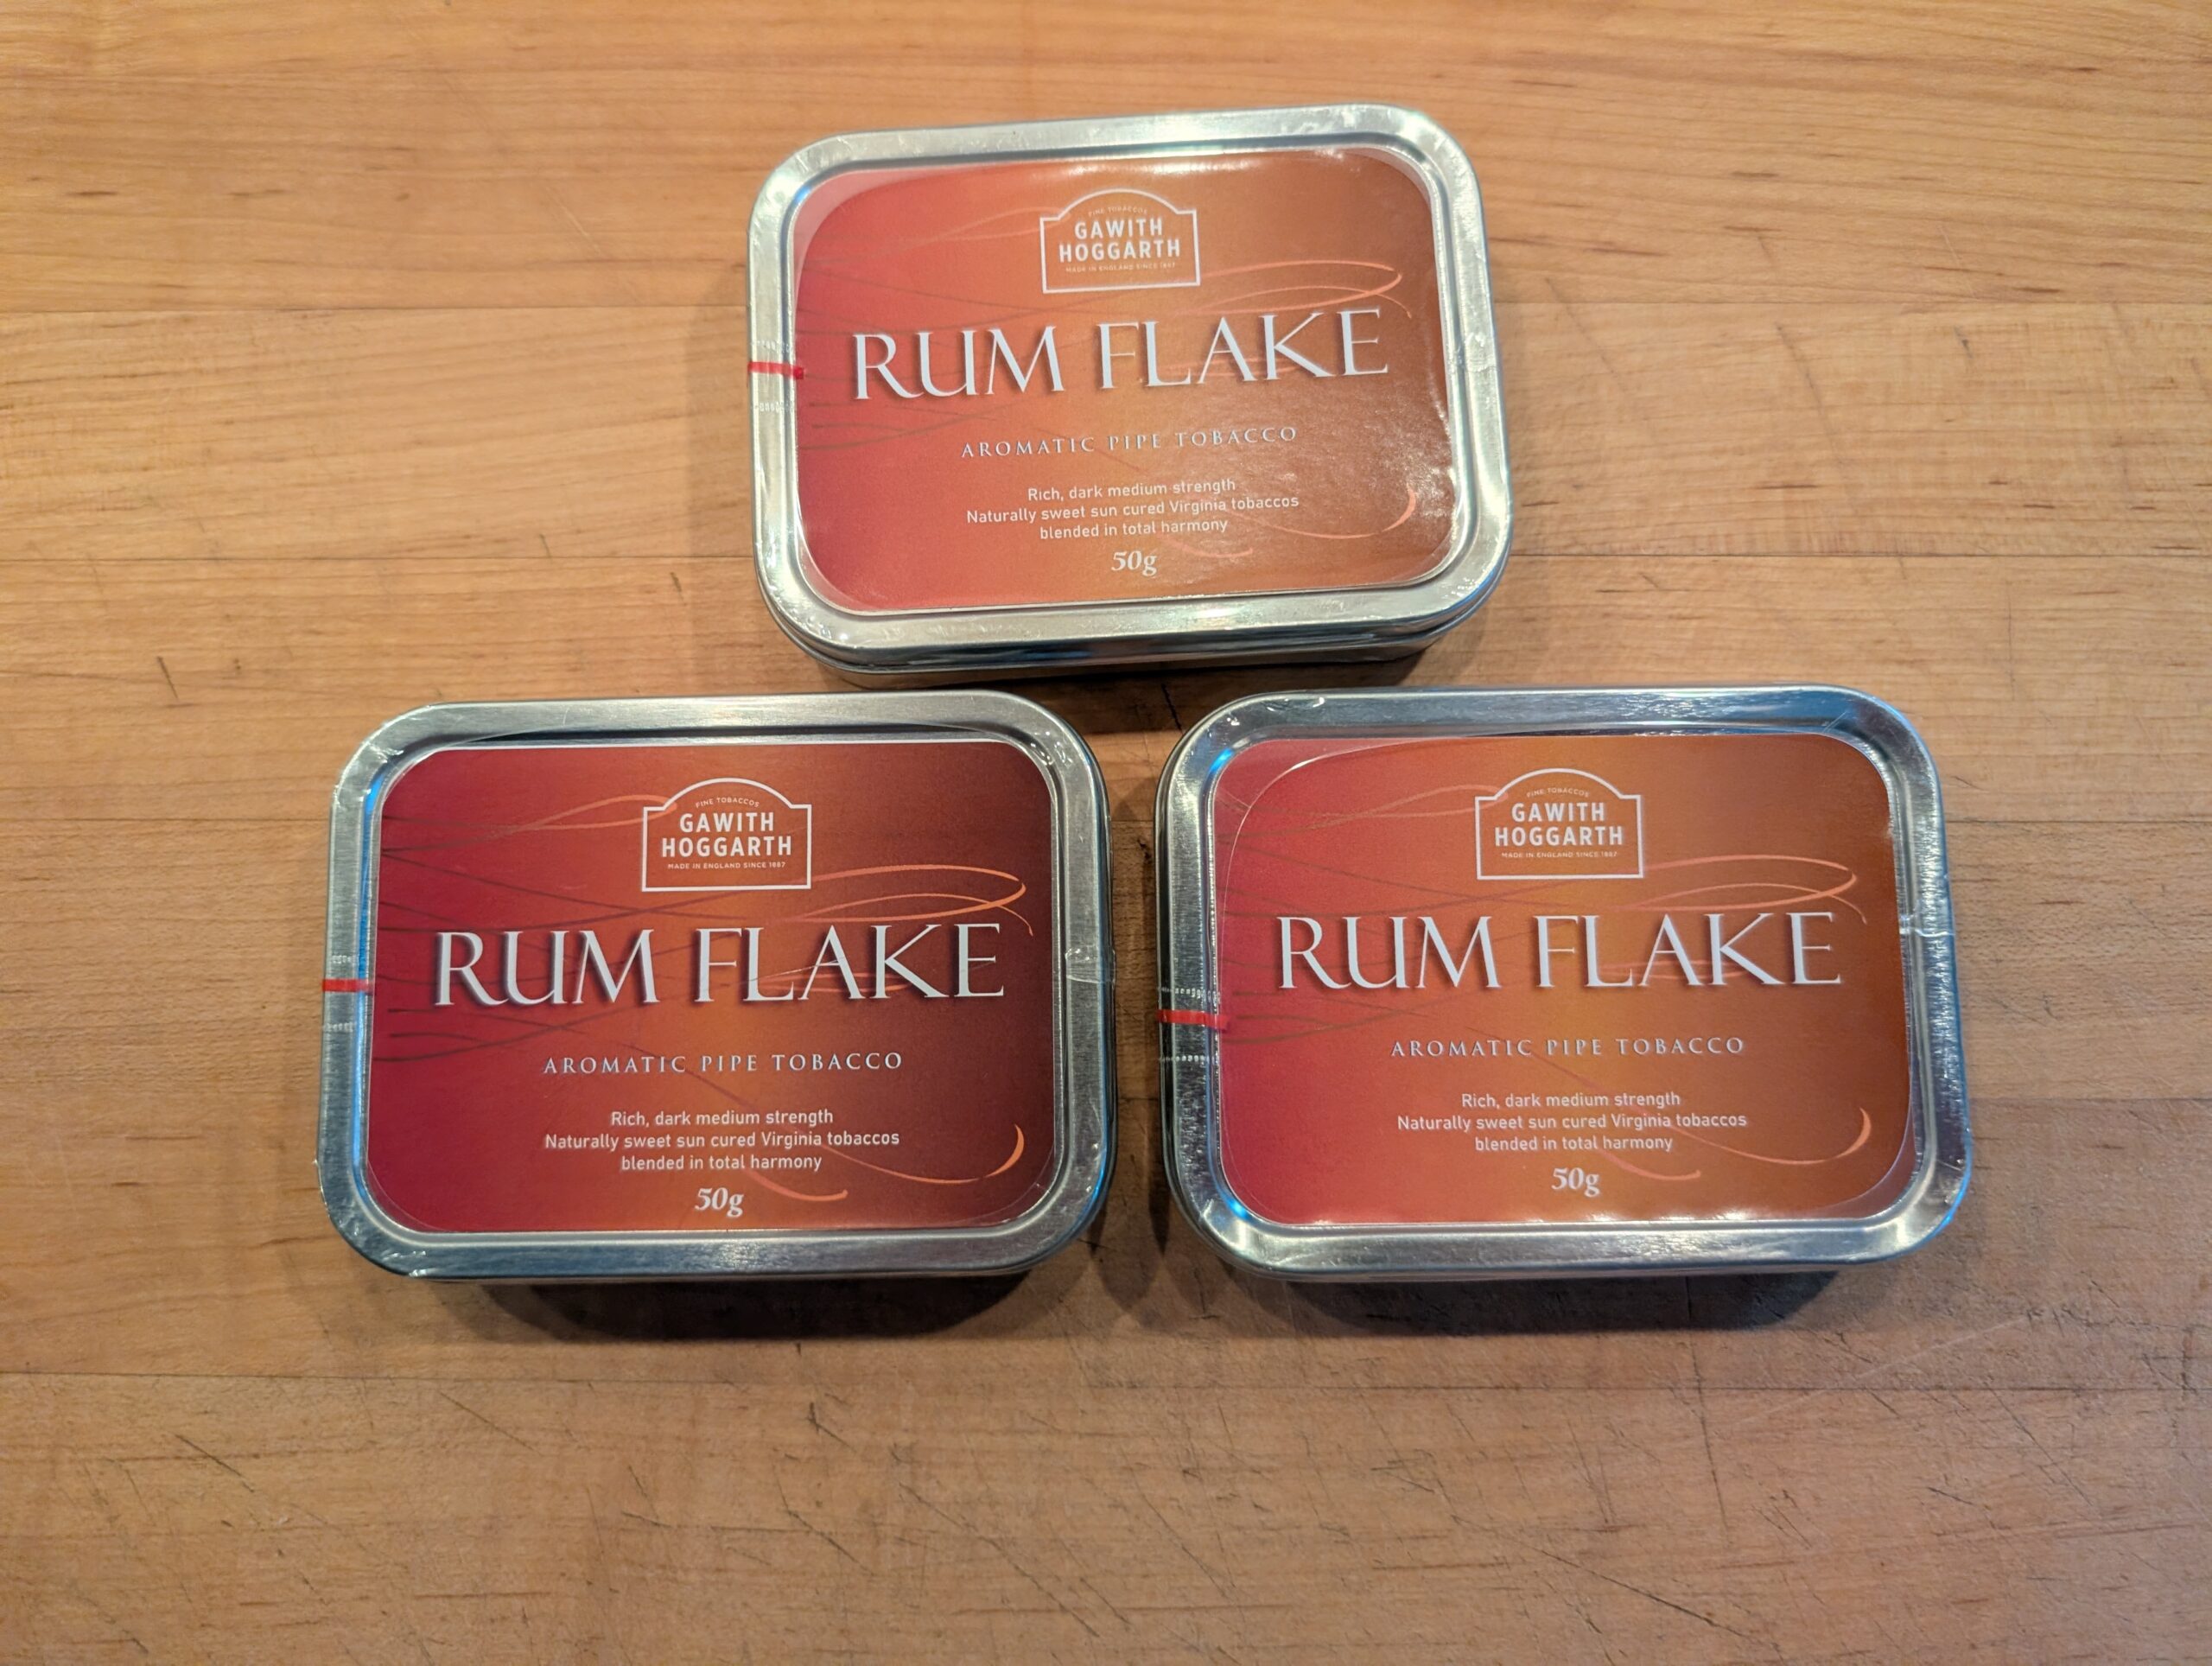 FINE TOBACCOS
GAWITH
HOGGARTH
MADE IN ENGLAND SINCE 1887
RUM FLAKE
AROMATIC PIPE TOBACCO
Rich, dark medium strength
Naturally sweet sun cured Virginia tobaccos
blended in total harmony
50g
FINE TOBACCOS
GAWITH
HOGGARTH
MADE IN ENGLAND SINCE 1887
RUM FLAKE
AROMATIC PIPE TOBACCO
Rich, dark medium strength
Naturally sweet sun cured Virginia tobaccos
blended in total harmony
50g
FINE TOBACCOS
GAWITH
HOGGARTH
MADE IN ENGLAND SINCE 1887
RUM FLAKE
AROMATIC PIPE TOBACCO
Rich, dark medium strength
Naturally sweet sun cured Virginia tobaccos
blended in total harmony
50g